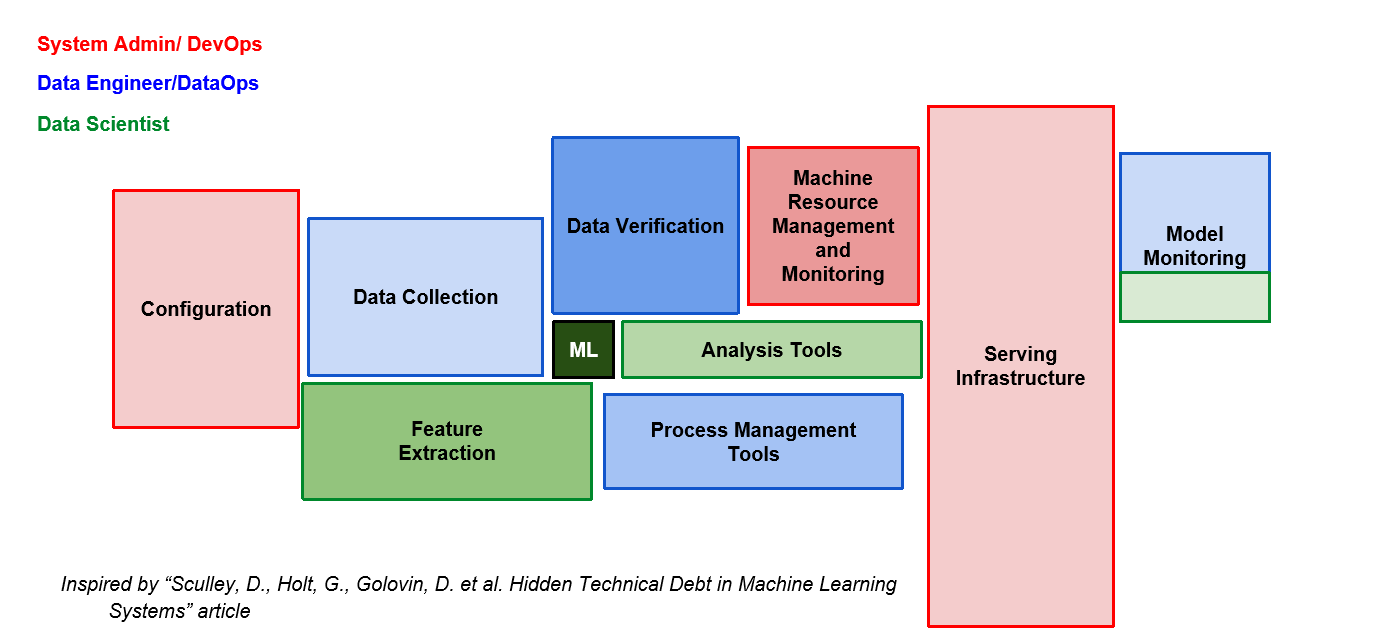 System Admin/ DevOps
Data Engineer/DataOps
Data Scientist
Configuration
Data Collection
Data Verification
Machine
Resource
Management
and
Monitoring
ML
Analysis Tools
Feature
Extraction
Process Management
Tools
Serving
Infrastructure
Model
Monitoring
Inspired by “Sculley, D., Holt, G., Golovin, D. et al. Hidden Technical Debt in Machine Learning
Systems” article